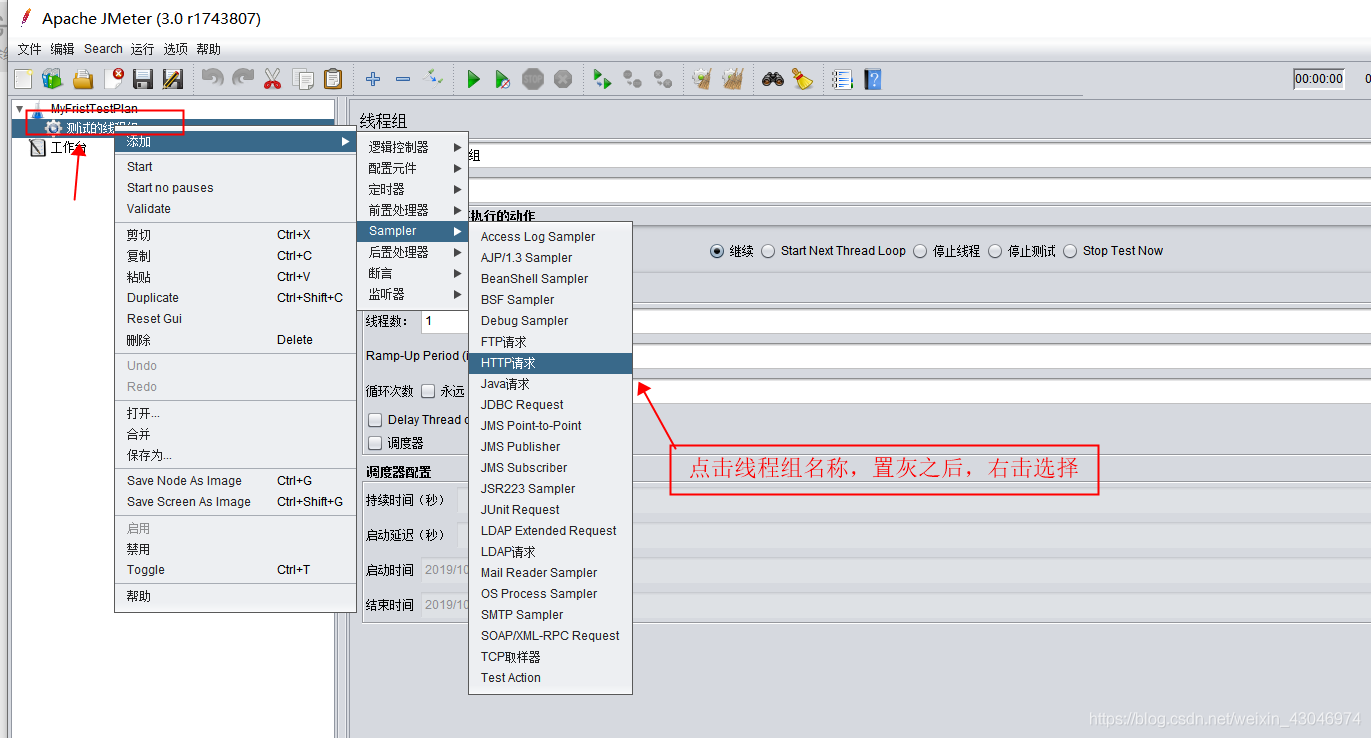 Apache JMeter (3.0 r1743807)
文件 编辑 Search 运行 选项 帮助
STOP
00:00:00
0
MyFristTestPlan
测试的线程组
工作台
添加
Start
Start no pauses
Validate
剪切 Ctrl+X
复制 Ctrl+C
粘贴 Ctrl+V
Duplicate Ctrl+Shift+C
Reset Gui
删除 Delete
Undo
Redo
打开...
合并
保存为...
Save Node As Image Ctrl+G
Save Screen As Image Ctrl+Shift+G
启用
禁用
Toggle Ctrl+T
帮助
逻辑控制器
配置元件
定时器
前置处理器
Sampler
后置处理器
断言
监听器
Access Log Sampler
AJP/1.3 Sampler
BeanShell Sampler
BSF Sampler
Debug Sampler
FTP请求
HTTP请求
Java请求
JDBC Request
JMS Point-to-Point
JMS Publisher
JMS Subscriber
JSR223 Sampler
JUnit Request
LDAP Extended Request
LDAP请求
Mail Reader Sampler
OS Process Sampler
SMTP Sampler
SOAP/XML-RPC Request
TCP取样器
Test Action
线程组
组
执行的动作
继续 Start Next Thread Loop 停止线程 停止测试 Stop Test Now
线程数： 1
Ramp-Up Period (i
循环次数 永远
Delay Thread c
调度器
调度器配置
持续时间（秒）
启动延迟（秒）
启动时间 2019/10
结束时间 2019/10
点击线程组名称，置灰之后，右击选择
https://blog.csdn.net/weixin_43046974